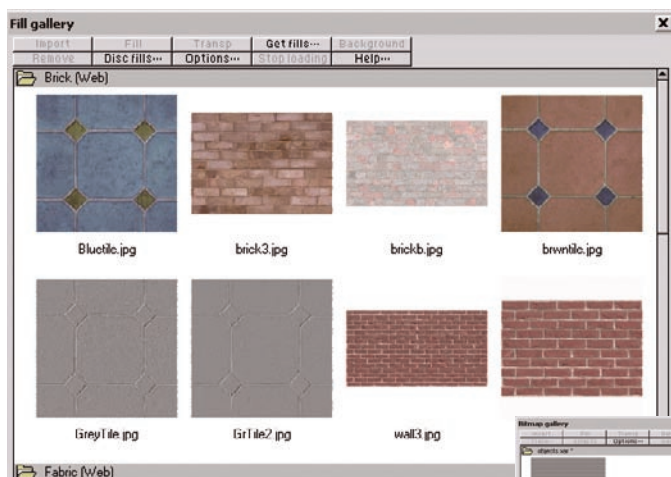 Fill gallery
Import Fill Transp Get fills... Background
Remove Disc fills... Options... Stop loading Help...
Brick (Web)
Bluetile.jpg brick3.jpg brickb.jpg brwntile.jpg
GreyTile.jpg GrTile2.jpg wall3.jpg
Fabric (Web)
Bitmap gallery
Options...